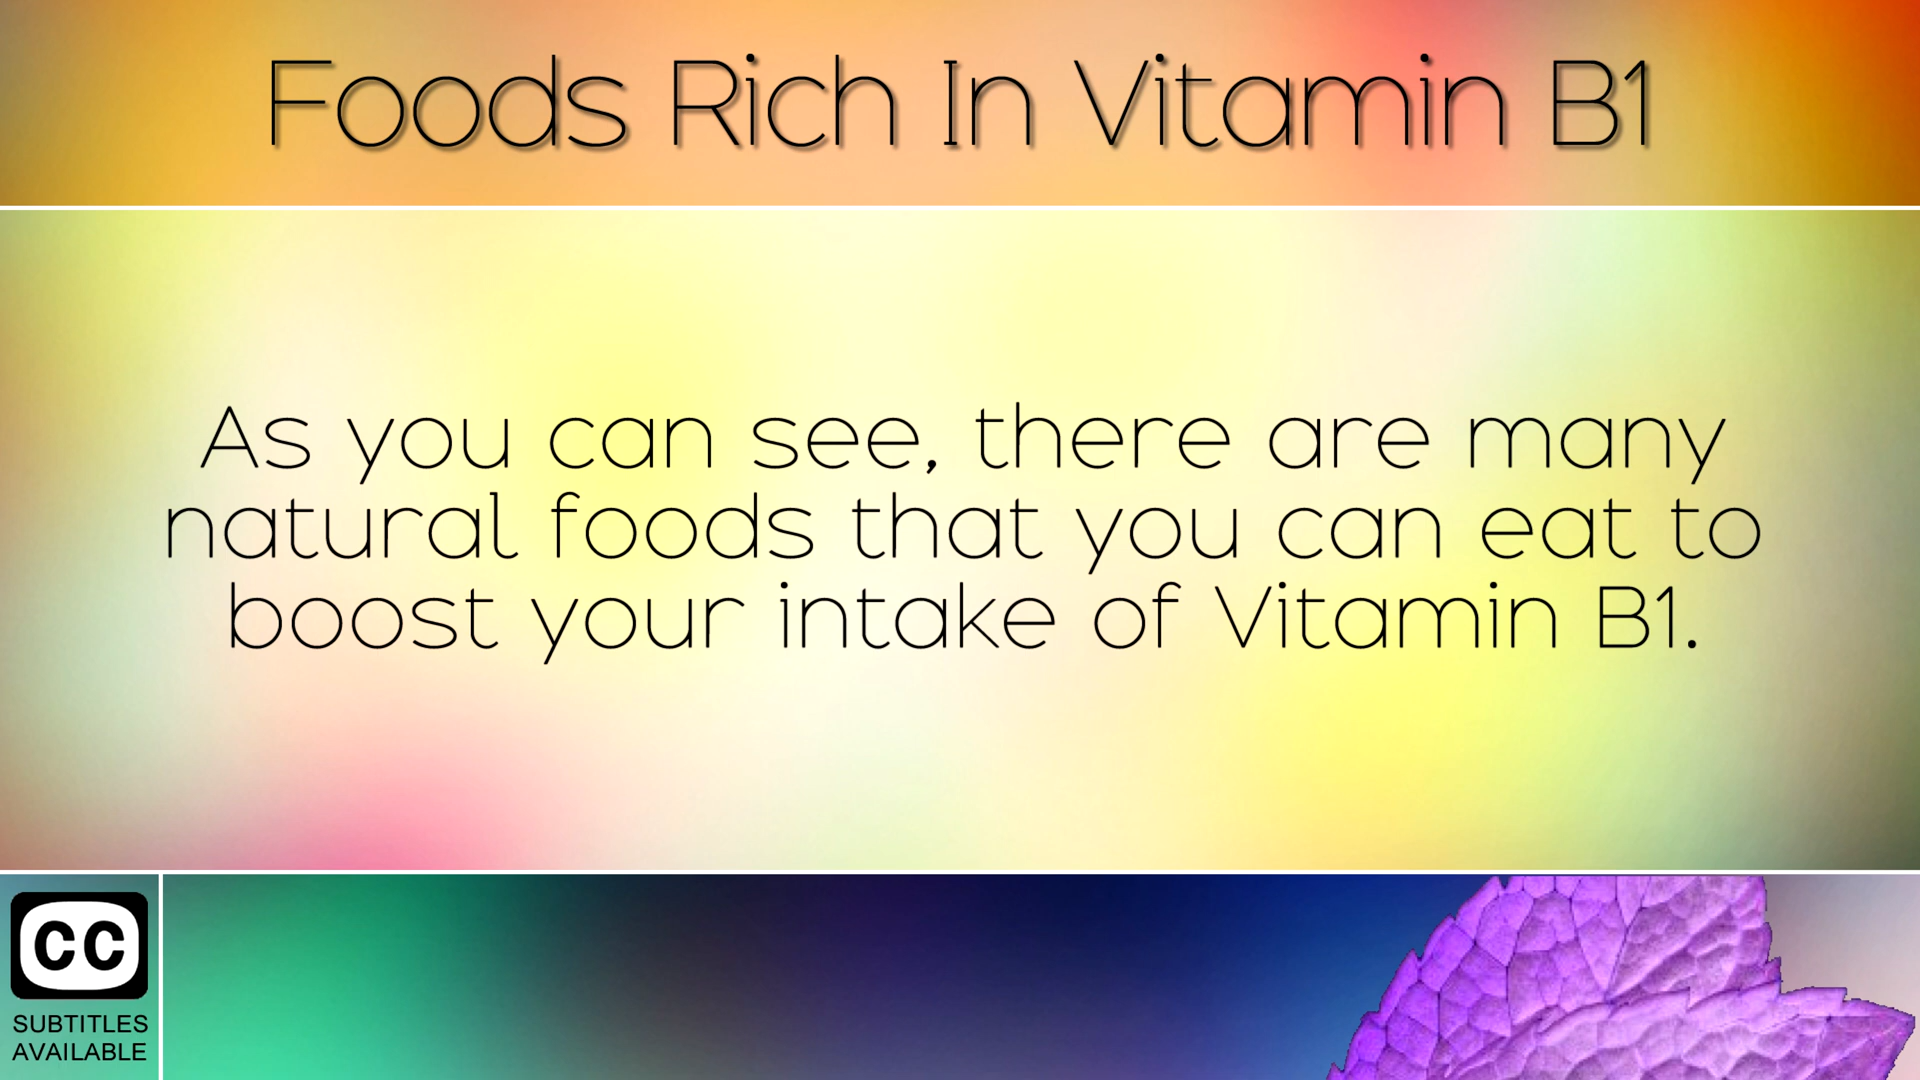 Foods Rich In Vitamin B1
As you can see, there are many
natural foods that you can eat to
boost your intake of Vitamin B1.
CC
SUBTITLES
AVAILABLE